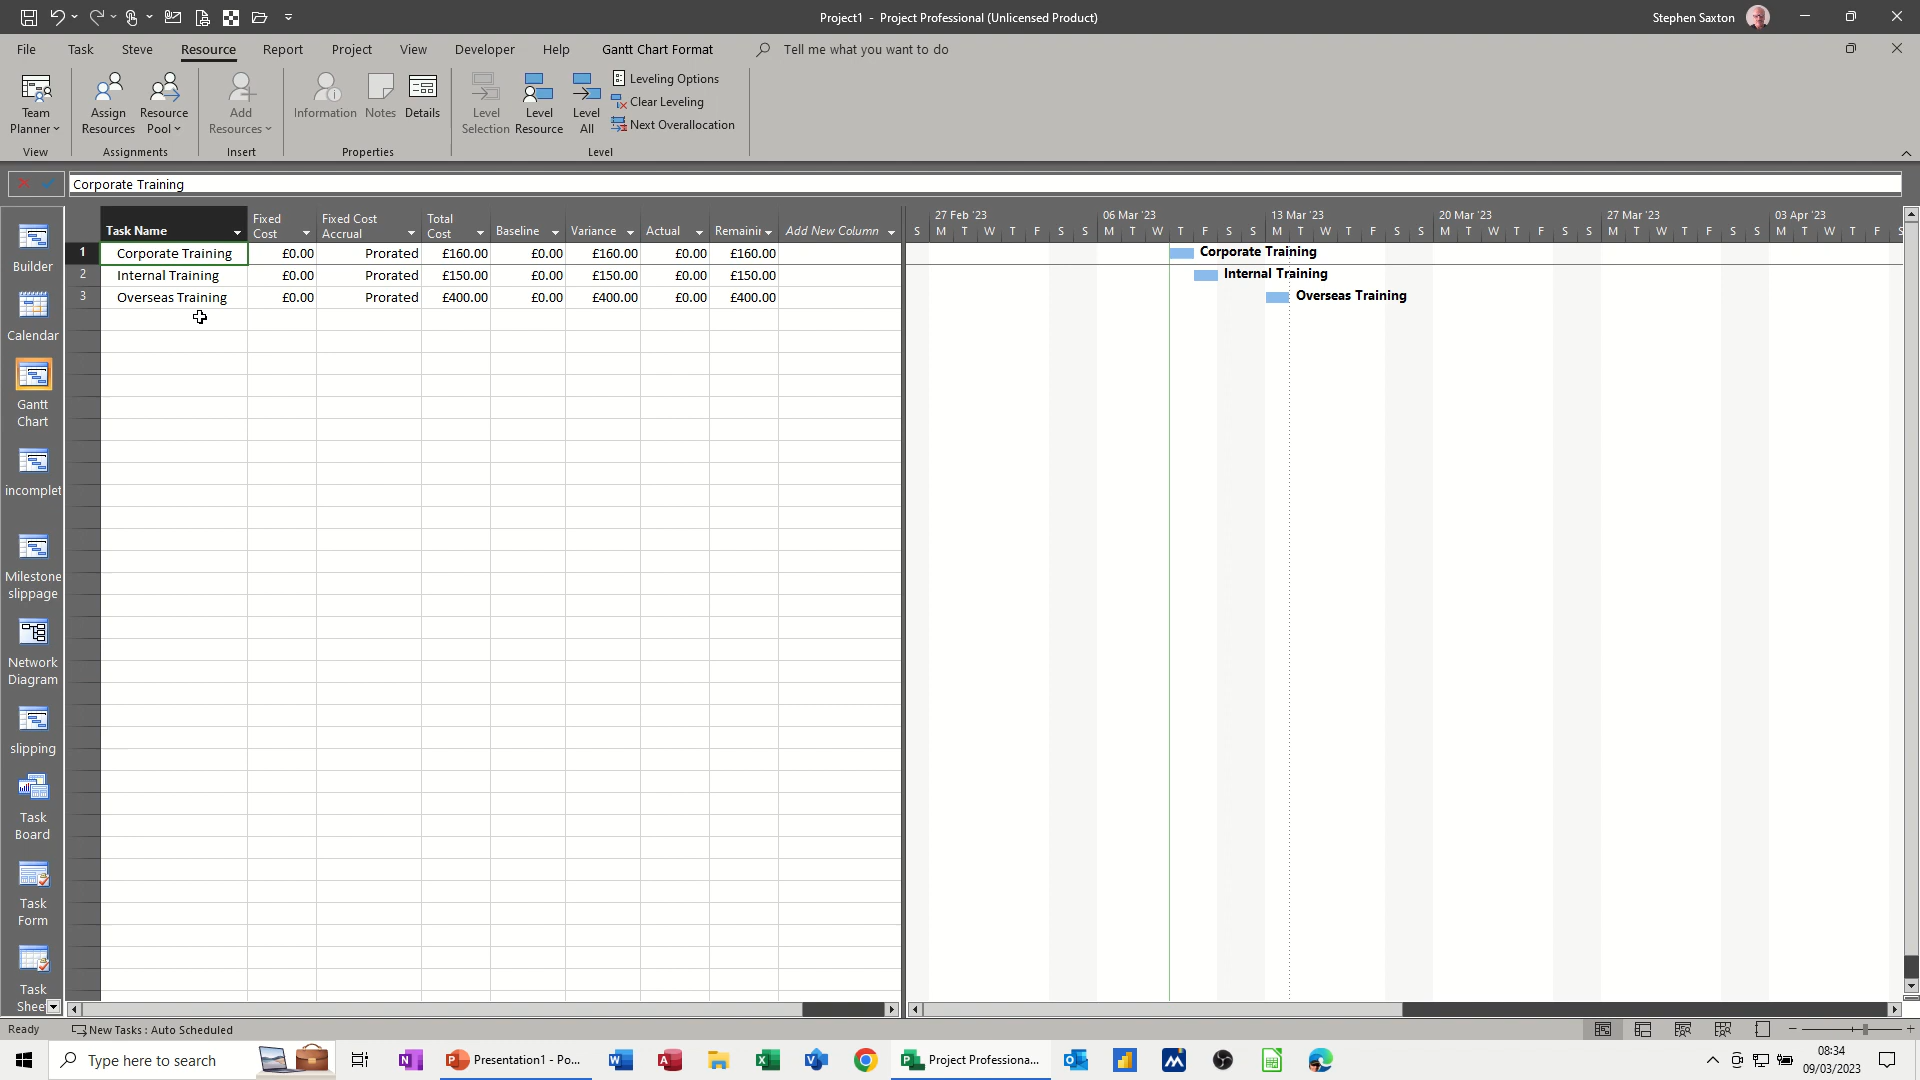 Project1 - Project Professional (Unlicensed Product)
Stephen Saxton
File Task Steve Resource Report Project View Developer Help Gantt Chart Format Tell me what you want to do
Team Planner
Assign Resources
Resource Pool
Add Resources
Information
Notes
Details
Level Selection
Level Resource
Level All
Leveling Options
Clear Leveling
Next Overallocation
View Assignments Insert Properties Level
Corporate Training
Task Name Fixed Cost Fixed Cost Accrual Total Cost Baseline Variance Actual Remainin Add New Column
1 Corporate Training £0.00 Prorated £160.00 £0.00 £160.00 £0.00 £160.00
2 Internal Training £0.00 Prorated £150.00 £0.00 £150.00 £0.00 £150.00
3 Overseas Training £0.00 Prorated £400.00 £0.00 £400.00 £0.00 £400.00
27 Feb '23 06 Mar '23 13 Mar '23 20 Mar '23 27 Mar '23 03 Apr '23
S M T W T F S S M T W T F S S M T W T F S S M T W T F S S M T W T F S S M T W T F S
Corporate Training
Internal Training
Overseas Training
Builder
Calendar
Gantt
Chart
incomplet
Milestone
slippage
Network
Diagram
slipping
Task
Board
Task
Form
Task
Shee
Ready New Tasks : Auto Scheduled
Type here to search
Presentation1 - Po...
Project Professiona...
08:34
09/03/2023